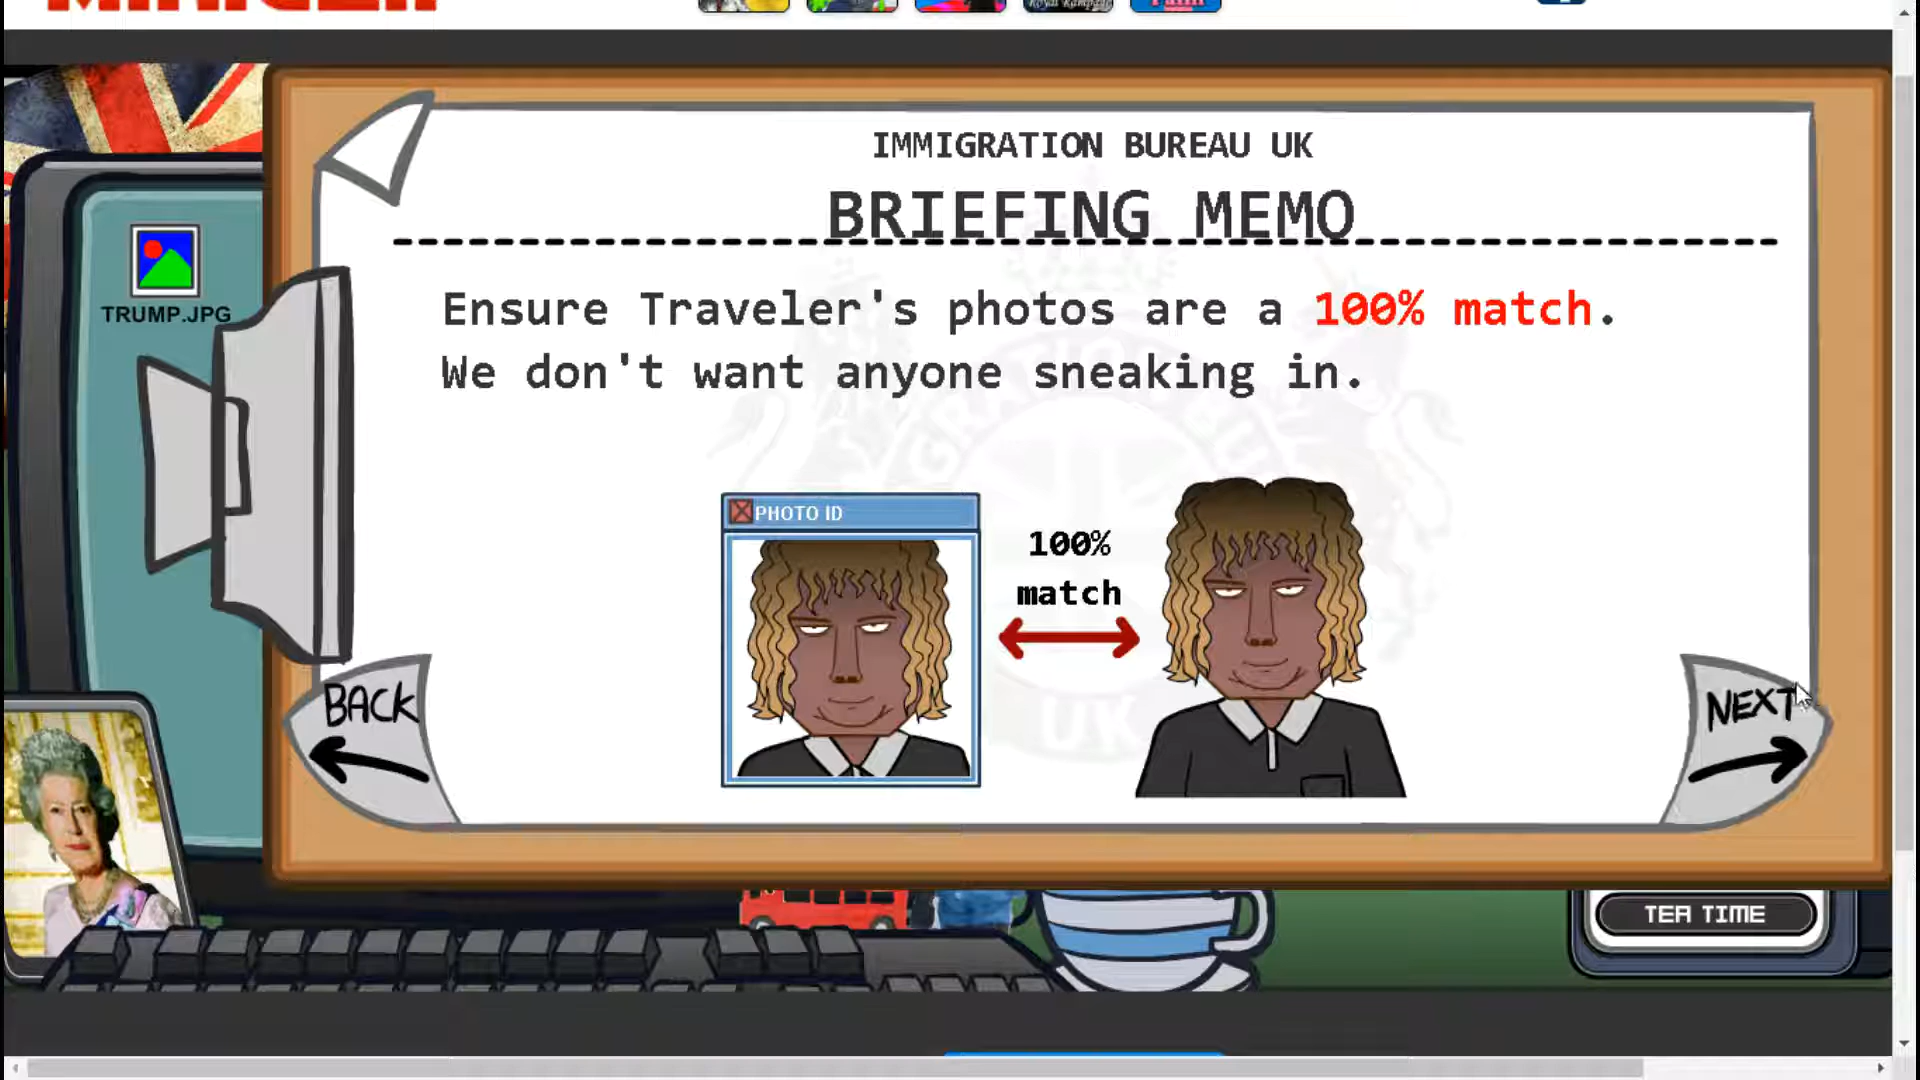 IMMIGRATION BUREAU UK
BRIEFING MEMO
TRUMP.JPG
Ensure Traveler's photos are a 100% match.
We don't want anyone sneaking in.
PHOTO ID
100%
match
UK
BACK
NEXT
TEA TIME